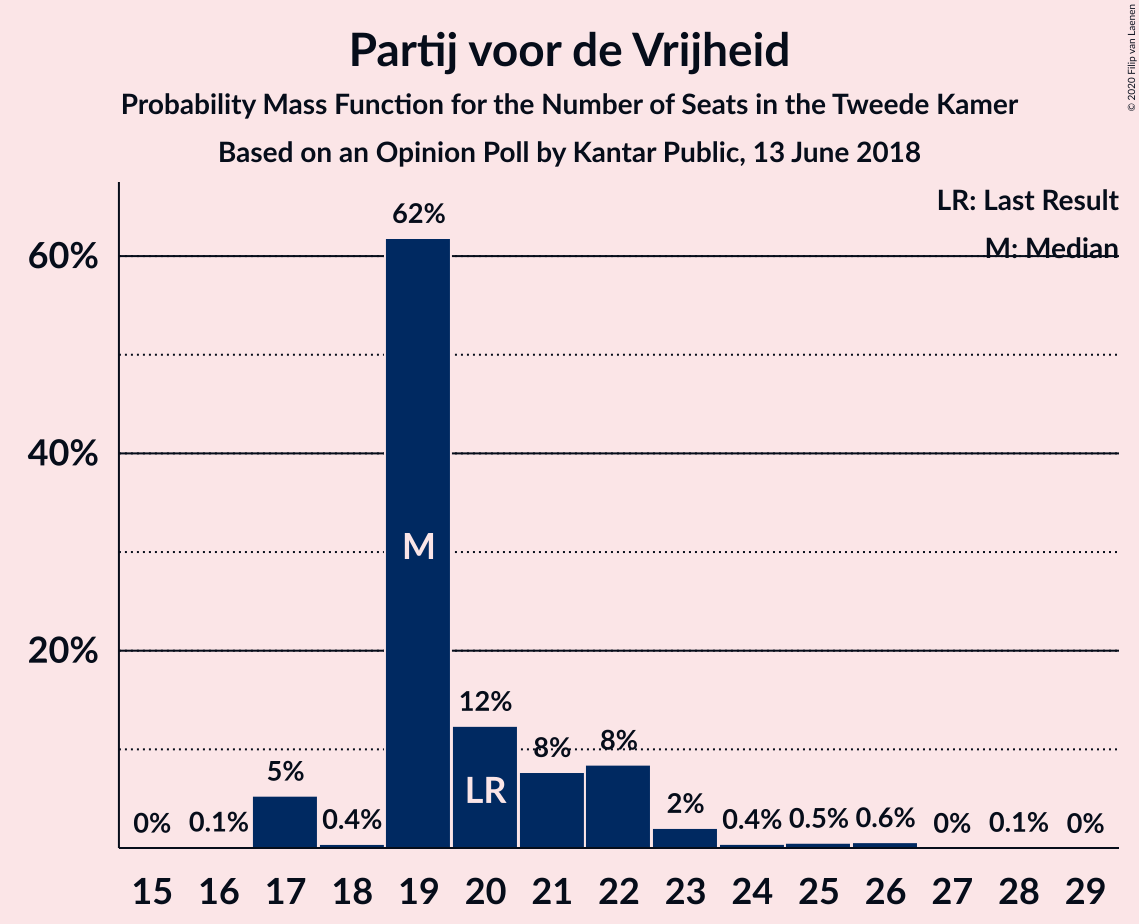 Partij voor de Vrijheid
Probability Mass Function for the Number of Seats in the Tweede Kamer
Based on an Opinion Poll by Kantar Public, 13 June 2018
© 2020 Filip van Laenen
LR: Last Result
M: Median
60%
40%
20%
0%
0.1%
5%
0.4%
62%
12%
8%
8%
2%
0.4%
0.5%
0.6%
0%
0.1%
0%
M
LR
15 16 17 18 19 20 21 22 23 24 25 26 27 28 29